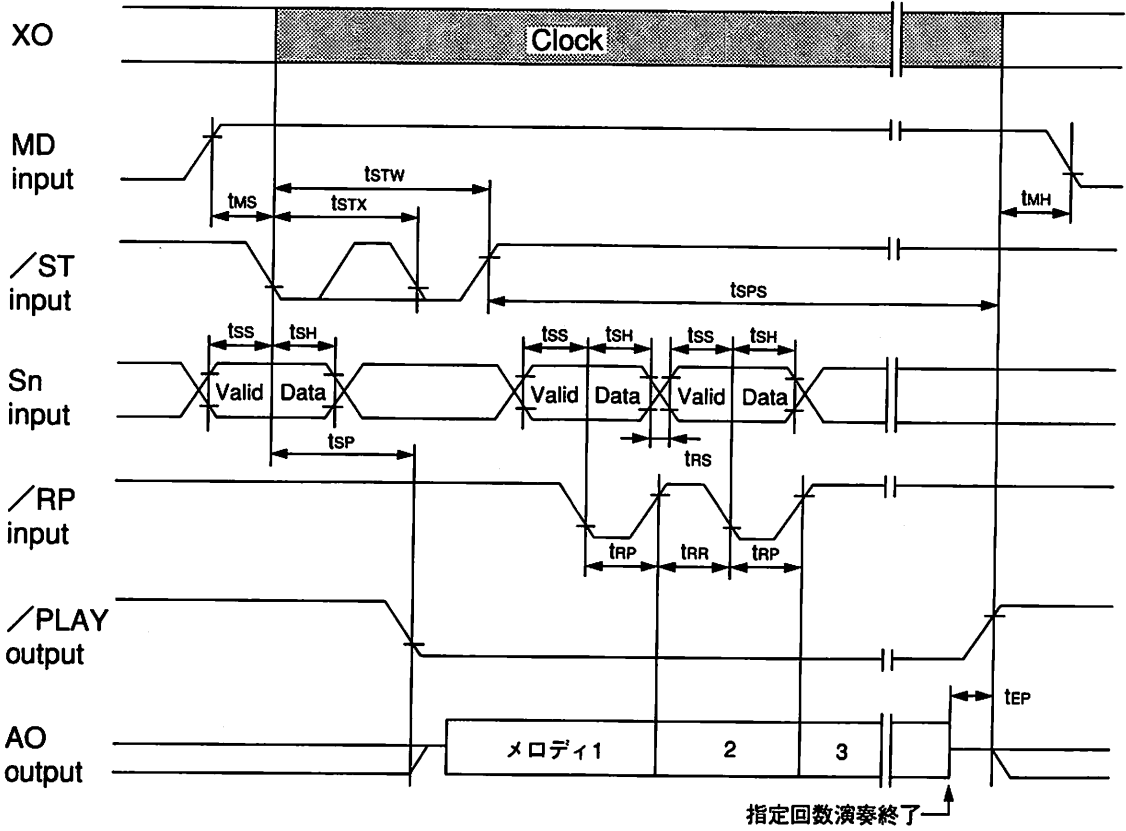 XO
Clock
MD
input
tMS
tSTW
tSTX
tMH
／ST
input
tSPS
tSS
tSH
tSS
tSH
tSS
tSH
Sn
input
Valid
Data
Valid
Data
Valid
Data
tSP
tRS
／RP
input
tRP
tRR
tRP
／PLAY
output
tEP
AO
output
メロディ1
2
3
指定回数演奏終了